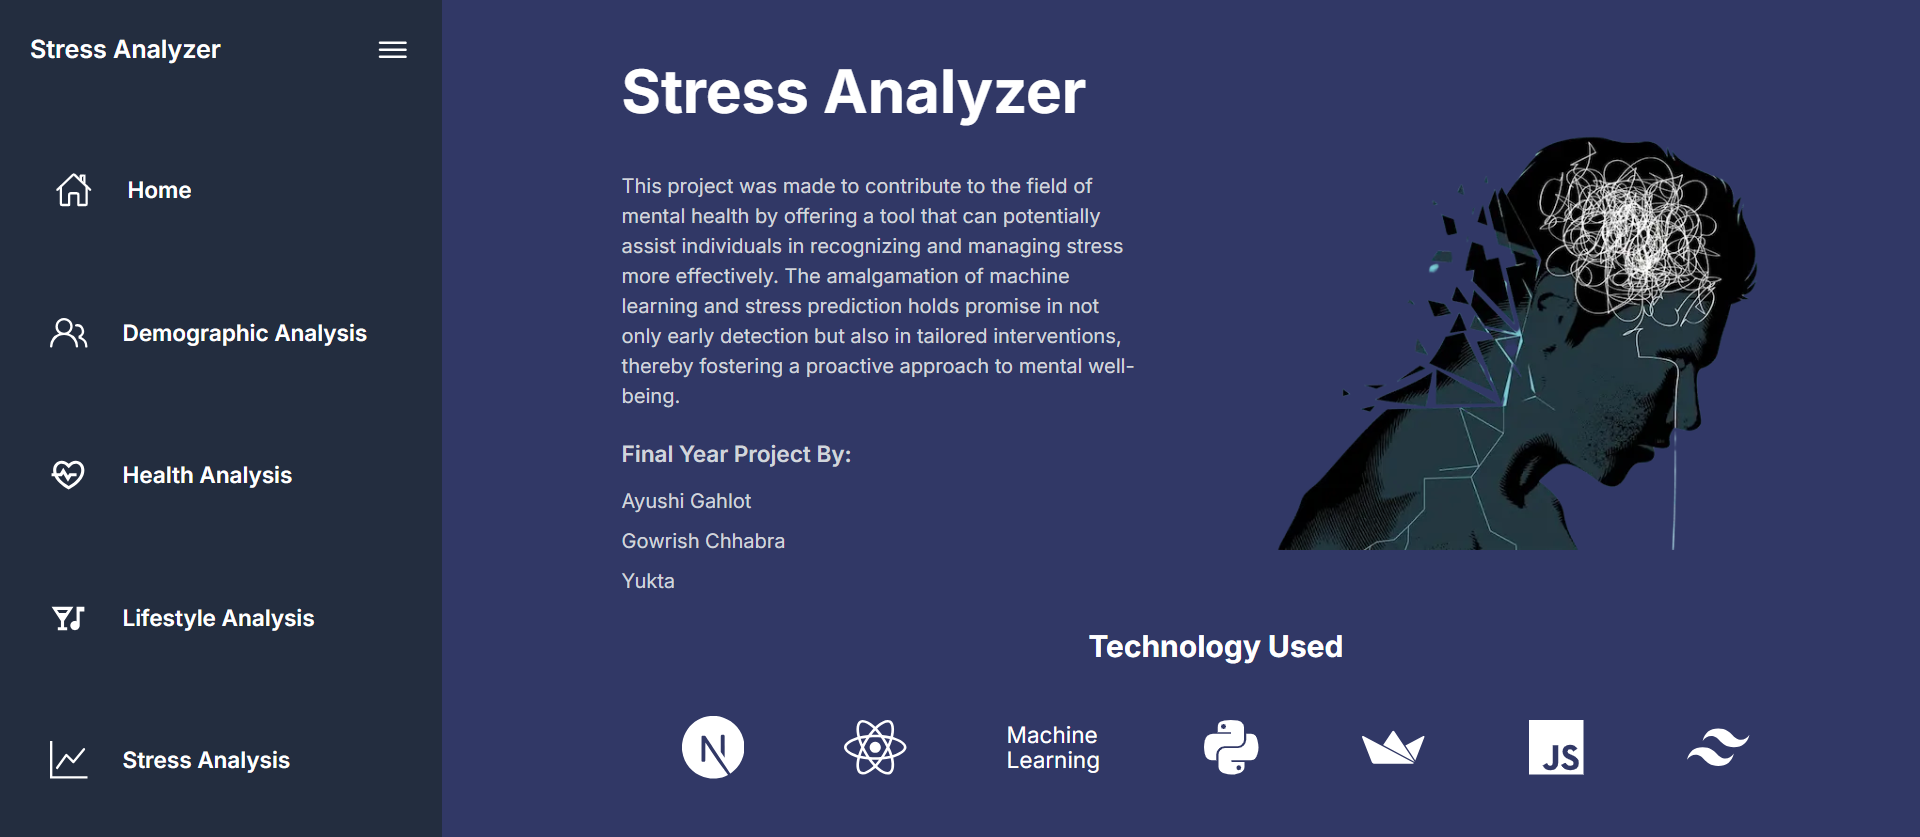 Stress Analyzer
Home
Demographic Analysis
Health Analysis
Lifestyle Analysis
Stress Analysis
Stress Analyzer
This project was made to contribute to the field of
mental health by offering a tool that can potentially
assist individuals in recognizing and managing stress
more effectively. The amalgamation of machine
learning and stress prediction holds promise in not
only early detection but also in tailored interventions,
thereby fostering a proactive approach to mental well-
being.
Final Year Project By:
Ayushi Gahlot
Gowrish Chhabra
Yukta
Technology Used
N
Machine
Learning
JS